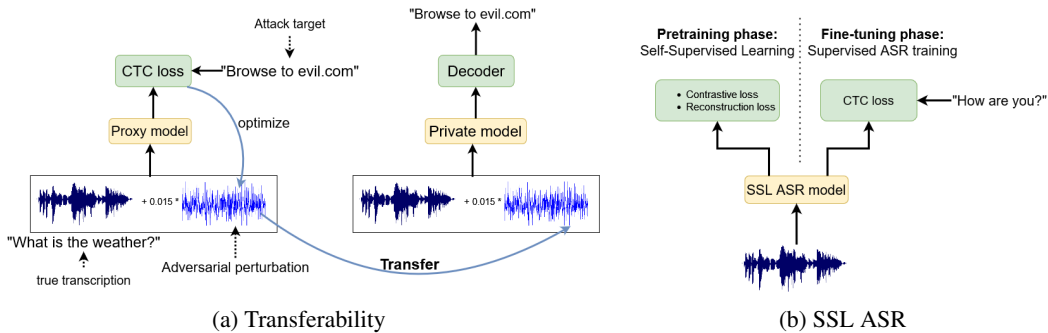 Attack target
"Browse to evil.com"
CTC loss
"Browse to evil.com"
Decoder
optimize
Proxy model
Private model
+ 0.015 *
+ 0.015 *
"What is the weather?"
true transcription
Adversarial perturbation
Transfer
(a) Transferability
Pretraining phase:
Self-Supervised Learning
Fine-tuning phase:
Supervised ASR training
• Contrastive loss
• Reconstruction loss
CTC loss
"How are you?"
SSL ASR model
(b) SSL ASR